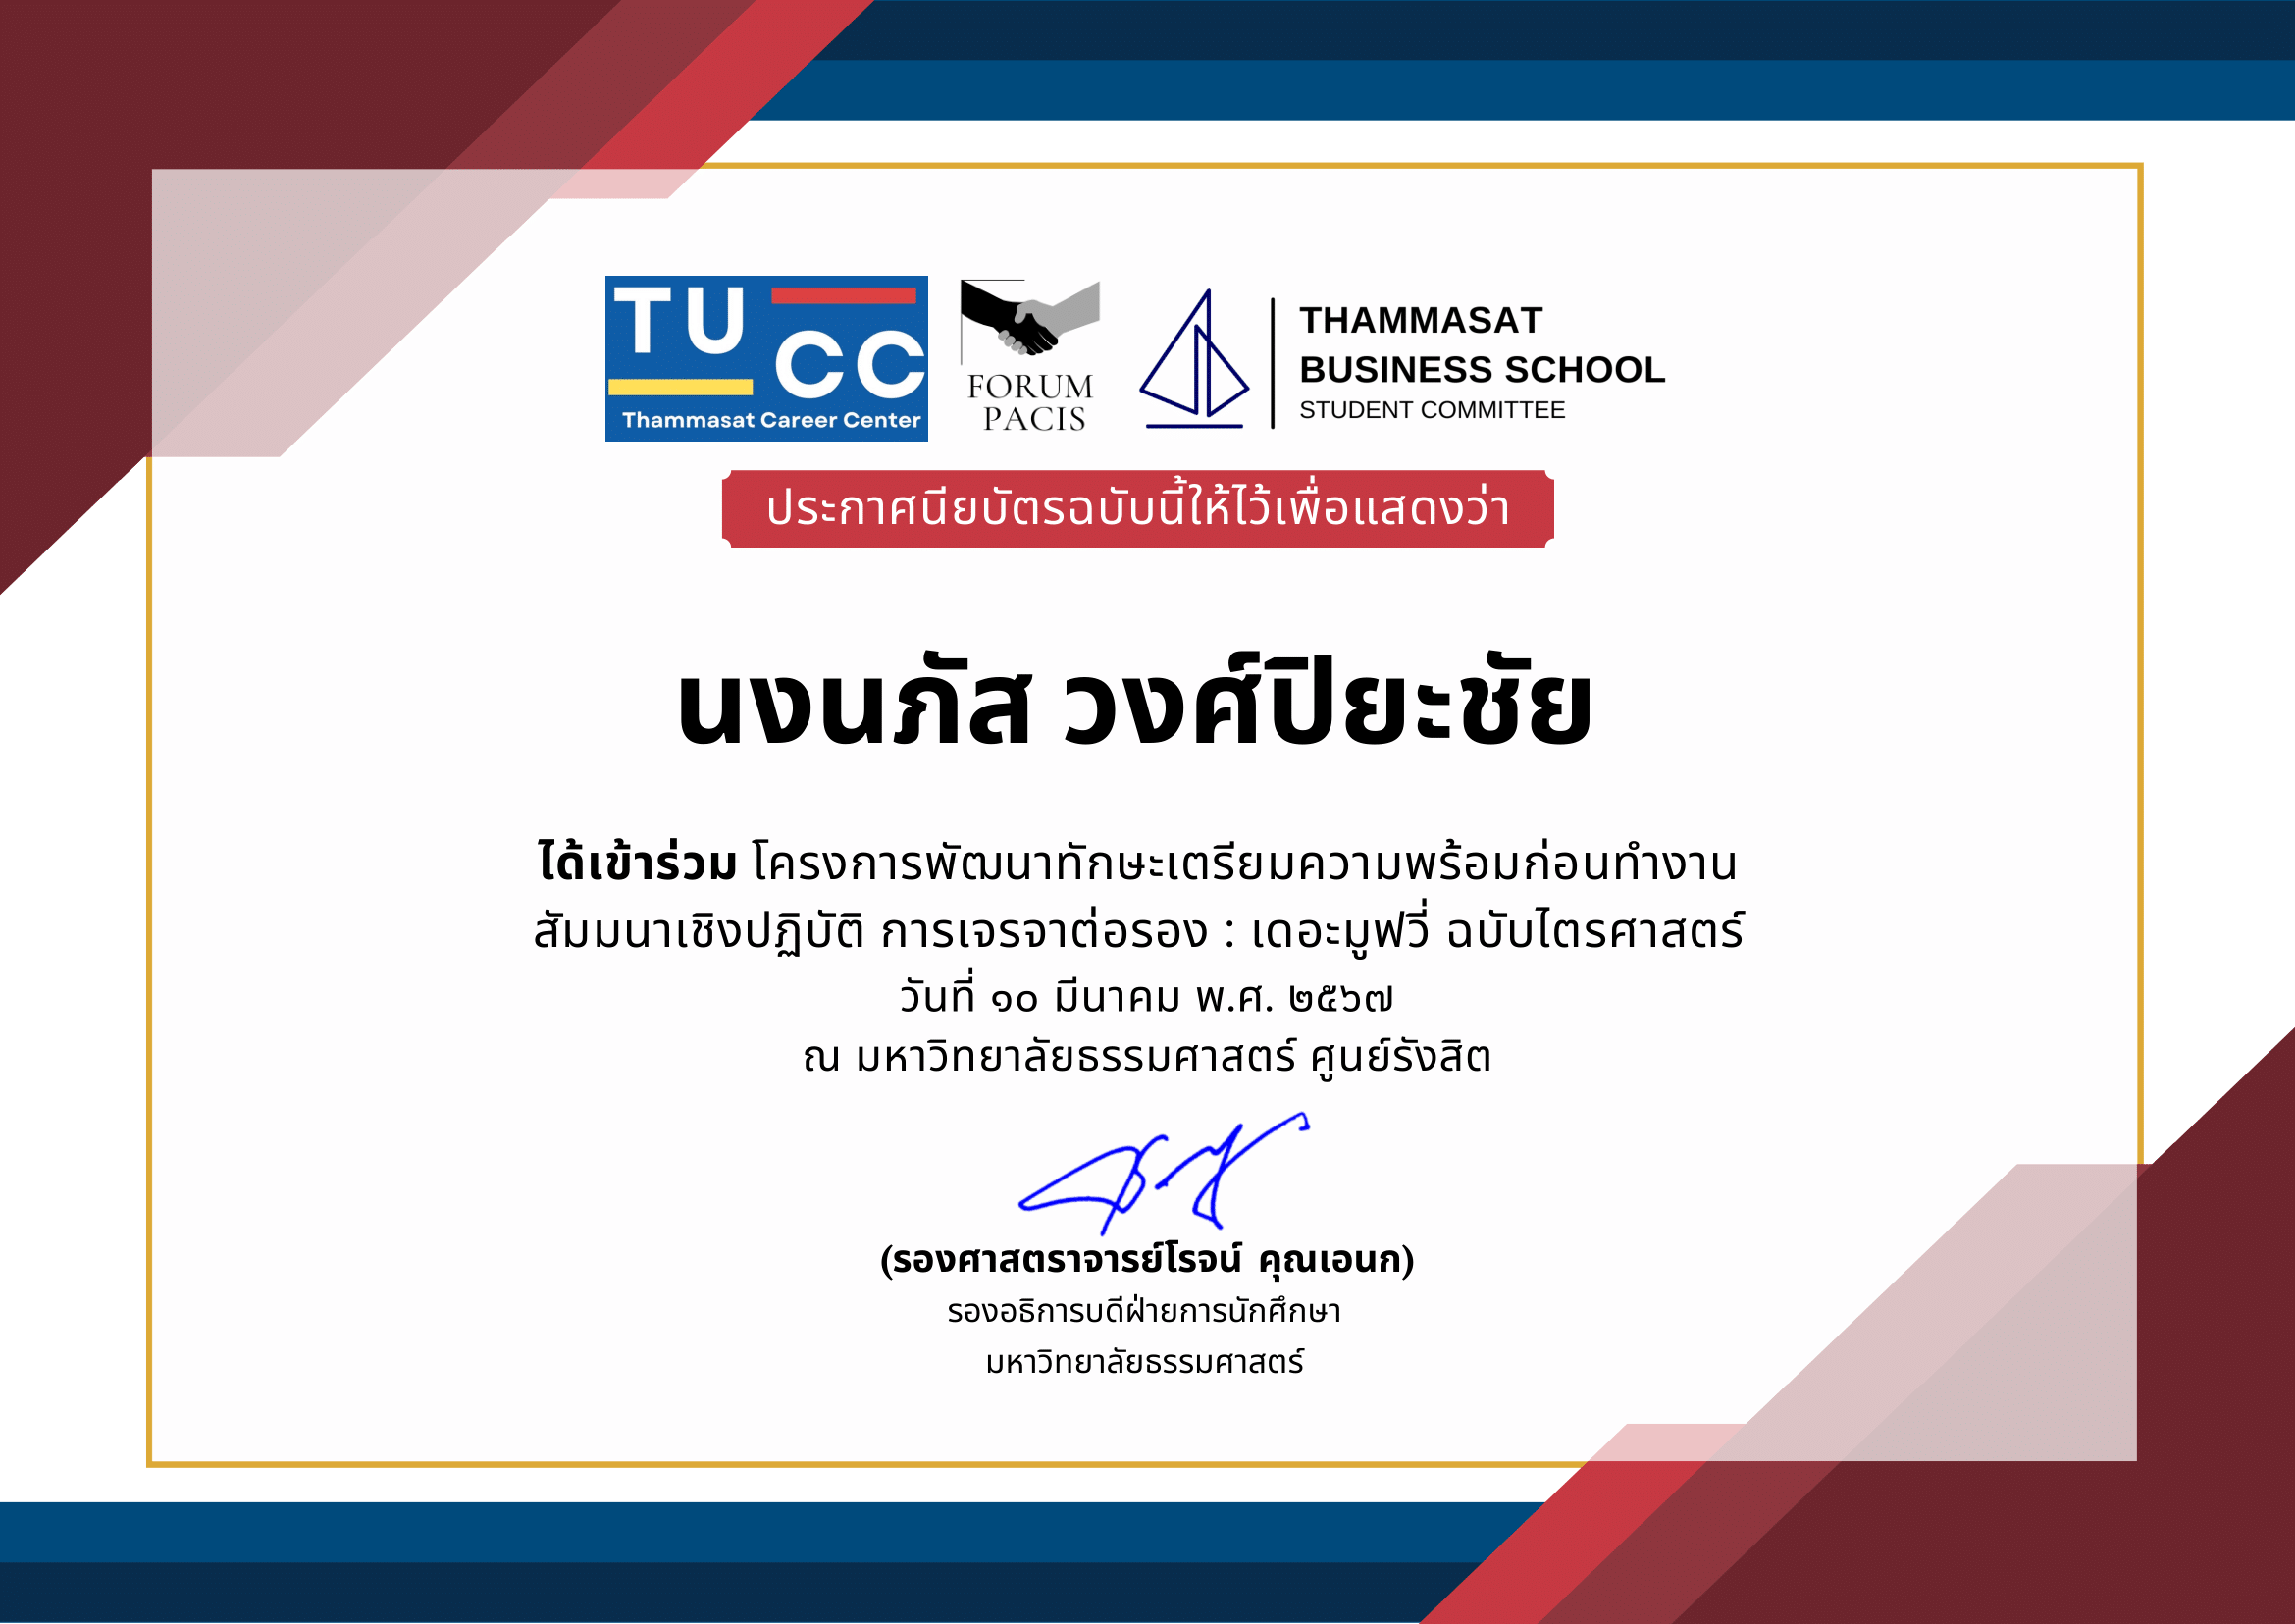 TU
CC
Thammasat Career Center
FORUM
PACIS
THAMMASAT
BUSINESS SCHOOL
STUDENT COMMITTEE
ประกาศนียบัตรฉบับนี้ให้ไว้เพื่อแสดงว่า
นงนภัส วงศ์ปิยะชัย
ได้เข้าร่วม โครงการพัฒนาทักษะเตรียมความพร้อมก่อนทำงาน
สัมมนาเชิงปฏิบัติ การเจรจาต่อรอง : เดอะมูฟวี่ ฉบับไตรศาสตร์
วันที่ ๑๐ มีนาคม พ.ศ. ๒๕๖๗
ณ มหาวิทยาลัยธรรมศาสตร์ ศูนย์รังสิต
(รองศาสตราจารย์โรจน์ คุณเอนก)
รองอธิการบดีฝ่ายการนักศึกษา
มหาวิทยาลัยธรรมศาสตร์